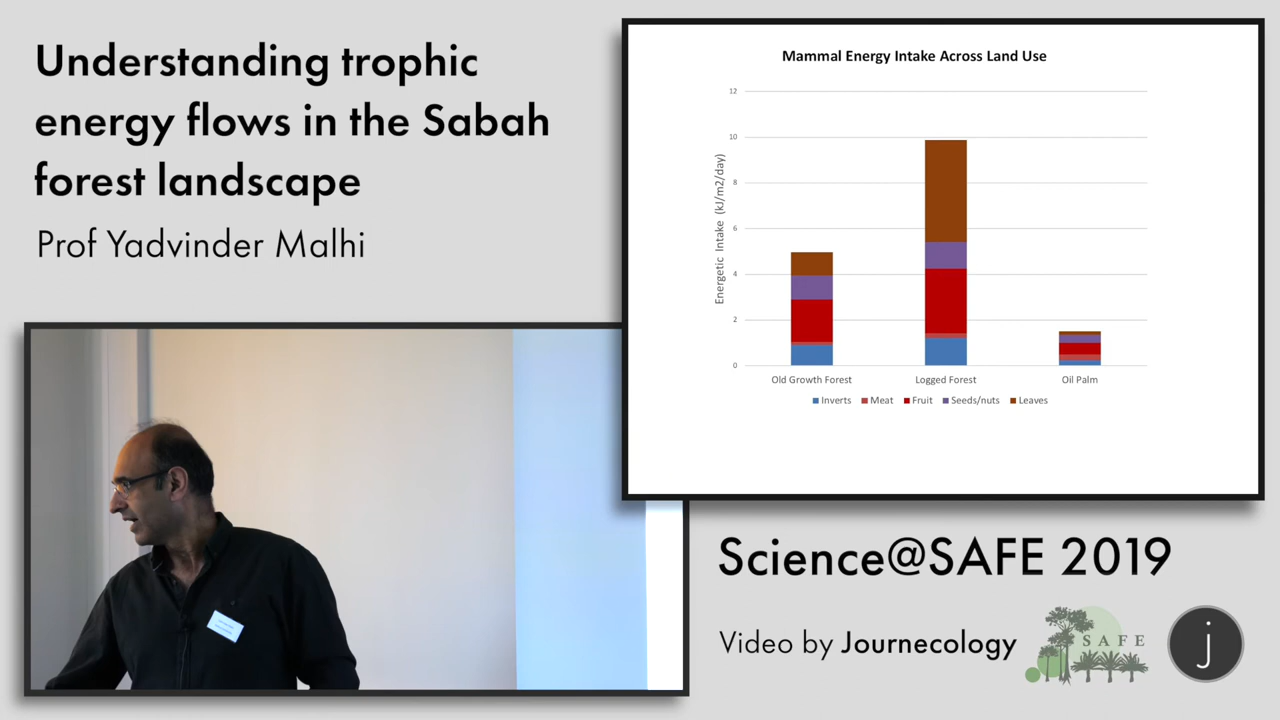 Understanding trophic
energy flows in the Sabah
forest landscape
Prof Yadvinder Malhi
Mammal Energy Intake Across Land Use
Energetic Intake (kJ/m2/day)
12
10
8
6
4
2
0
Old Growth Forest
Logged Forest
Oil Palm
Inverts
Meat
Fruit
Seeds/nuts
Leaves
Science@SAFE 2019
Video by Journecology
SAFE
j